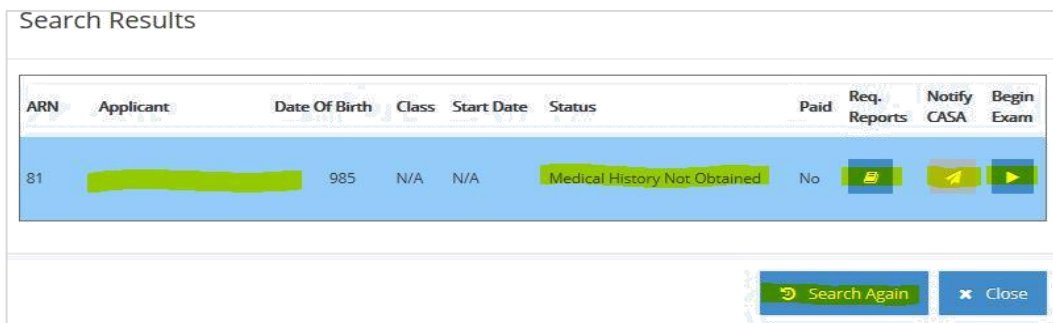 Search Results
ARN Applicant Date Of Birth Class Start Date Status Paid Req. Reports Notify CASA Begin Exam
81 985 N/A N/A Medical History Not Obtained No
Search Again Close